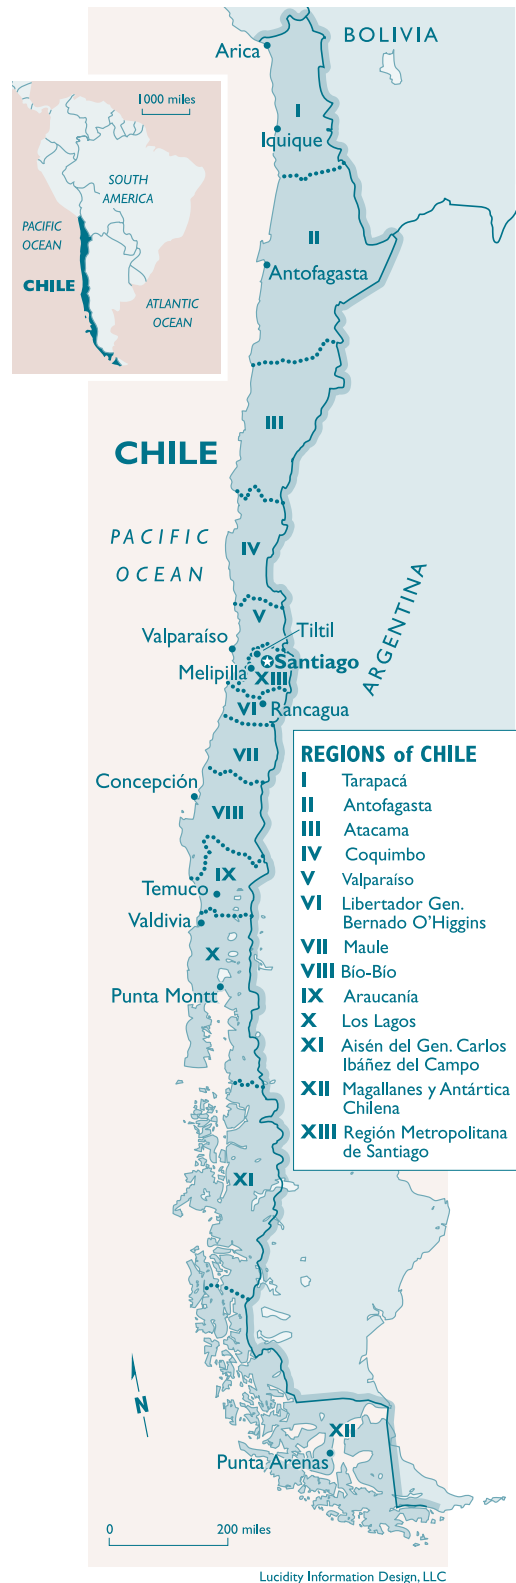 BOLIVIA
Arica
1000 miles
I
Iquique
SOUTH
AMERICA
PACIFIC
OCEAN
II
Antofagasta
CHILE
ATLANTIC
OCEAN
III
CHILE
PACIFIC
OCEAN
IV
ARGENTINA
V
Tiltil
Valparaíso
Santiago
Melipilla
XIII
VI
Rancagua
VII
REGIONS of CHILE
I Tarapacá
II Antofagasta
III Atacama
IV Coquimbo
V Valparaíso
VI Libertador Gen.
Bernado O'Higgins
VII Maule
VIII Bío-Bío
IX Araucanía
X Los Lagos
XI Aisén del Gen. Carlos
Ibáñez del Campo
XII Magallanes y Antártica
Chilena
XIII Región Metropolitana
de Santiago
Concepción
VIII
IX
Temuco
Valdivia
X
Punta Montt
XI
N
XII
Punta Arenas
0 200 miles
Lucidity Information Design, LLC